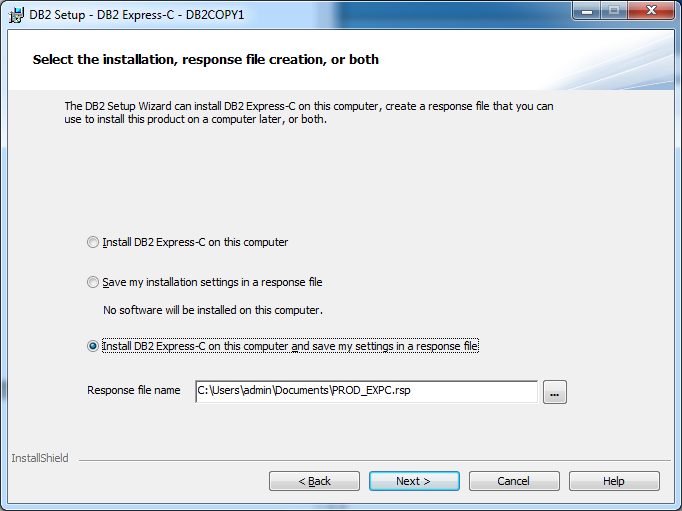 DB2 Setup - DB2 Express-C - DB2COPY1
Select the installation, response file creation, or both
The DB2 Setup Wizard can install DB2 Express-C on this computer, create a response file that you can
use to install this product on a computer later, or both.
Install DB2 Express-C on this computer
Save my installation settings in a response file
No software will be installed on this computer.
Install DB2 Express-C on this computer and save my settings in a response file
Response file name C:\Users\admin\Documents\PROD_EXPC.rsp ...
InstallShield
< Back Next > Cancel Help